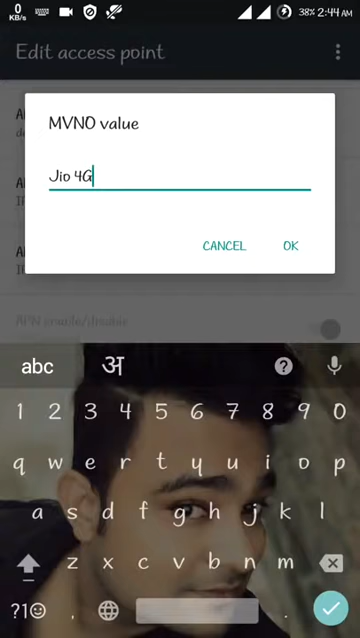 0 KB/s 38% 2:44 AM
Edit access point
MVNO value
Jio 4G
CANCEL OK
APN enable/disable
abc अ ?
1 2 3 4 5 6 7 8 9 0
q w e r t y u i o p
a s d f g h j k l
z x c v b n m
?1 , .